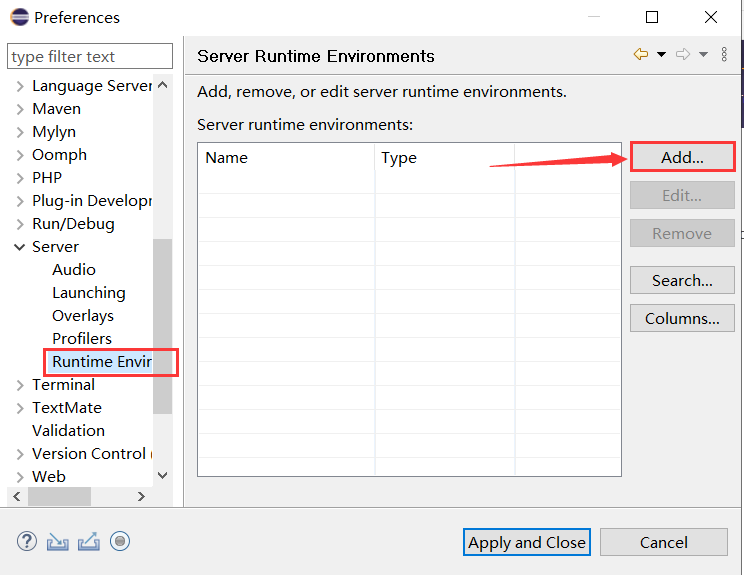 Preferences
type filter text
Language Server
Maven
Mylyn
Oomph
PHP
Plug-in Developr
Run/Debug
Server
Audio
Launching
Overlays
Profilers
Runtime Envir
Terminal
TextMate
Validation
Version Control (
Web
Server Runtime Environments
Add, remove, or edit server runtime environments.
Server runtime environments:
Name Type
Add...
Edit...
Remove
Search...
Columns...
Apply and Close Cancel